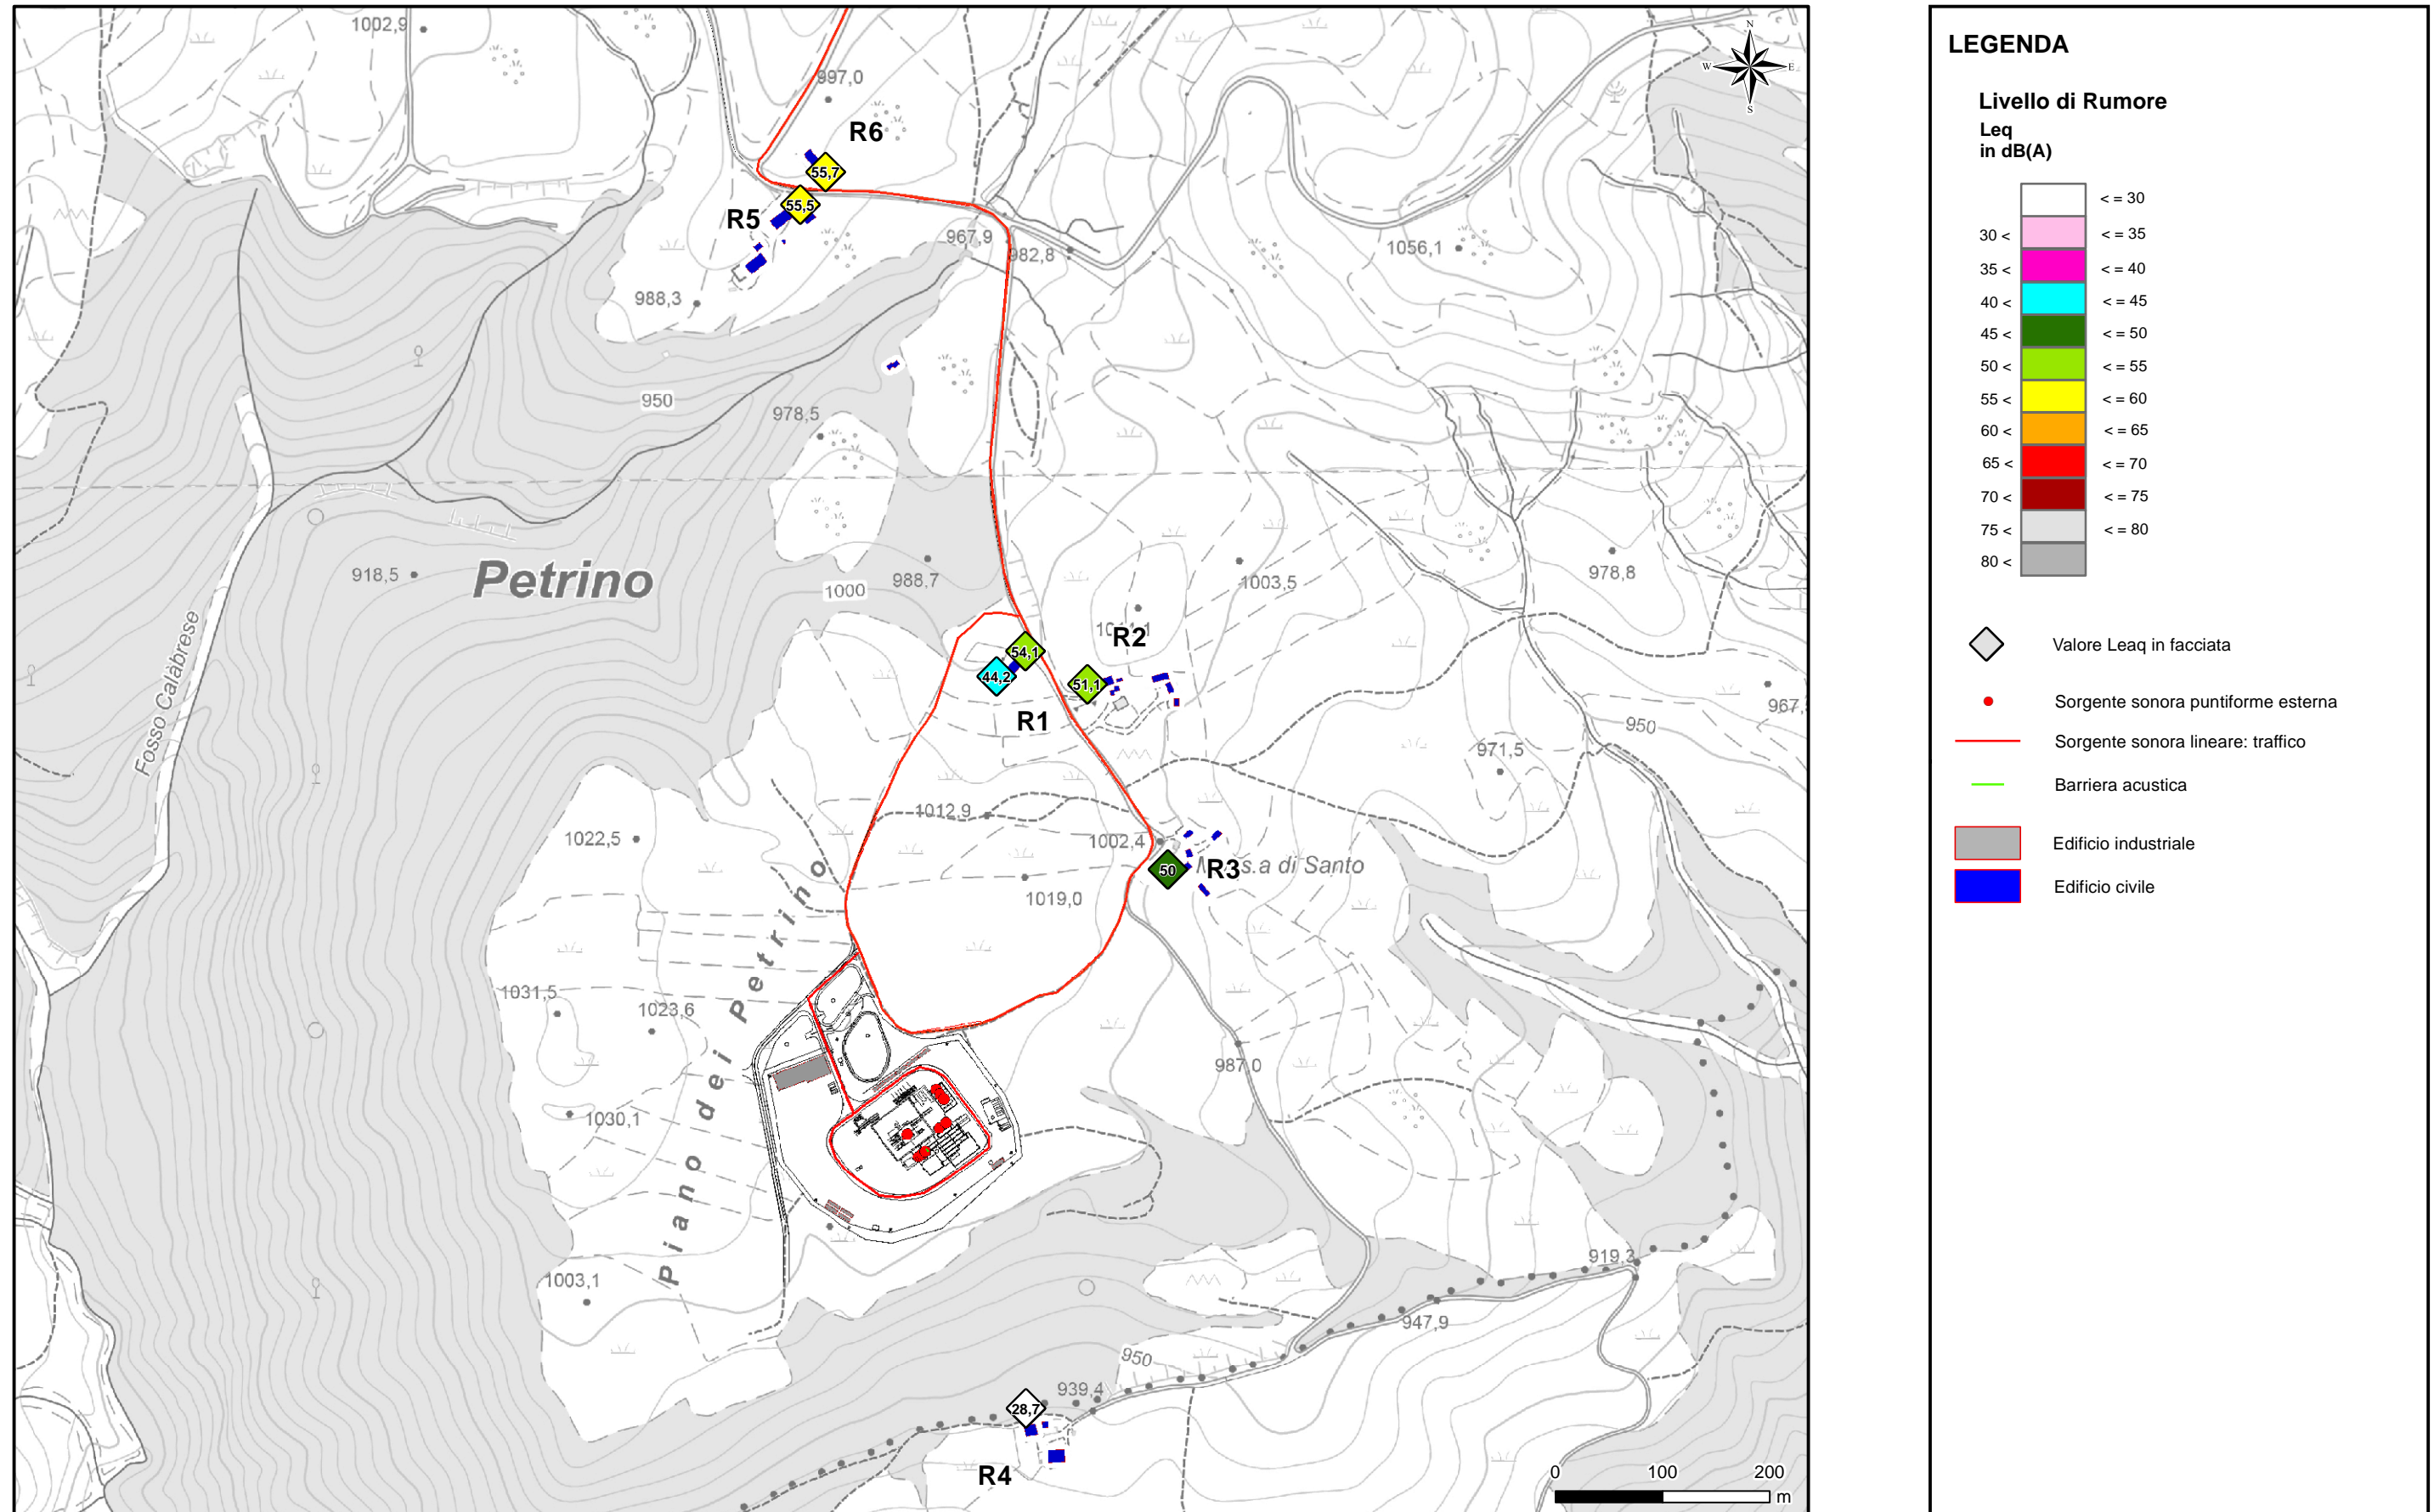 1002,9
997,0
R6
55,7
55,5
R5
967,9
982,8
1056,1
988,3
950
978,5
918,5
Petrino
988,7
1000
1003,5
978,8
R2
54,1
44,2
51,1
R1
Fosso Calabrese
967,
950
971,5
1012,9
1022,5
1002,4
50
R3
s.a di Santo
1019,0
Piano dei Petrino
1031,5
1023,6
987,0
1030,1
1003,1
919,3
947,9
950
939,4
28,7
R4
0 100 200
m
N
W E
S
LEGENDA
Livello di Rumore
Leq
in dB(A)
< = 30
30 < < = 35
35 < < = 40
40 < < = 45
45 < < = 50
50 < < = 55
55 < < = 60
60 < < = 65
65 < < = 70
70 < < = 75
75 < < = 80
80 <
Valore Leaq in facciata
Sorgente sonora puntiforme esterna
Sorgente sonora lineare: traffico
Barriera acustica
Edificio industriale
Edificio civile